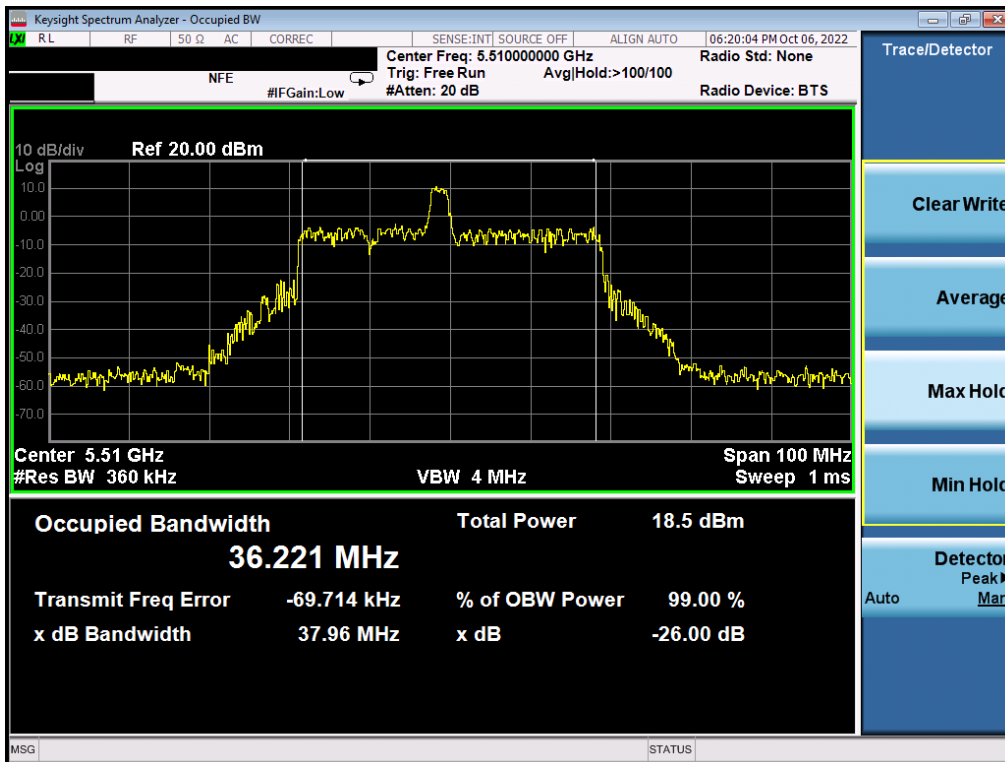 Keysight Spectrum Analyzer - Occupied BW
LXI RL RF 50 Ω AC CORREC SENSE:INT SOURCE OFF ALIGN AUTO 06:20:04 PM Oct 06, 2022
Center Freq: 5.510000000 GHz Radio Std: None
NFE Trig: Free Run Avg|Hold:>100/100
#IFGain:Low #Atten: 20 dB Radio Device: BTS
10 dB/div Ref 20.00 dBm
Log
10.0
0.00
-10.0
-20.0
-30.0
-40.0
-50.0
-60.0
-70.0
Center 5.51 GHz Span 100 MHz
#Res BW 360 kHz VBW 4 MHz Sweep 1 ms
Occupied Bandwidth Total Power 18.5 dBm
36.221 MHz
Transmit Freq Error -69.714 kHz % of OBW Power 99.00 %
x dB Bandwidth 37.96 MHz x dB -26.00 dB
MSG STATUS
Trace/Detector
Clear Write
Average
Max Hold
Min Hold
Detector
Peak
Auto Man